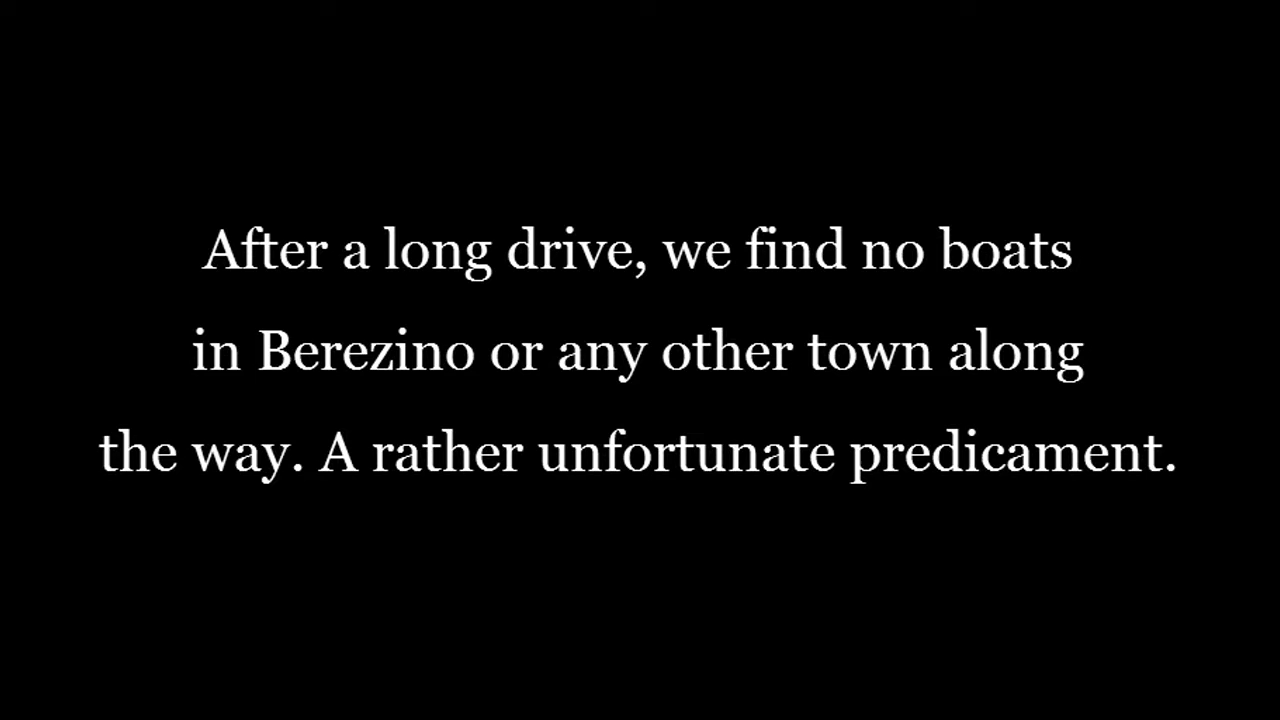 After a long drive, we find no boats
in Berezino or any other town along
the way. A rather unfortunate predicament.